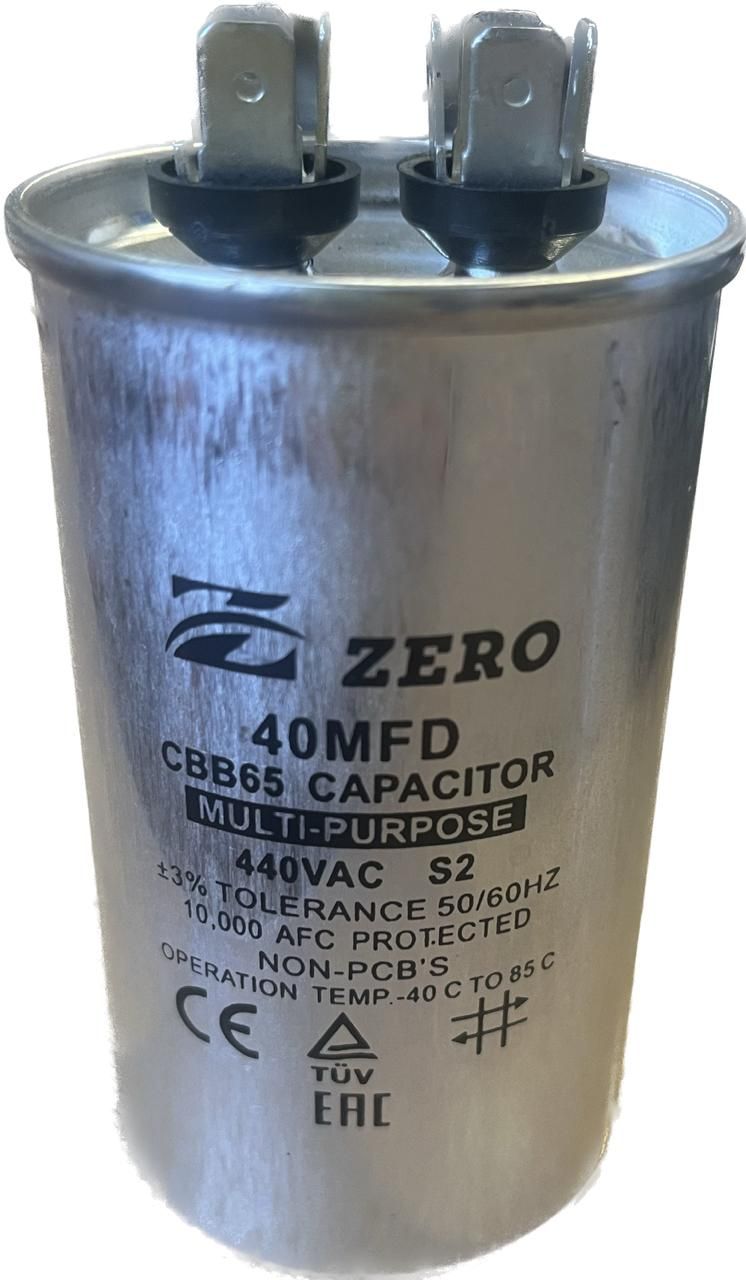 ZERO
40MFD
CBB65 CAPACITOR
MULTI-PURPOSE
440VAC S2
±3% TOLERANCE 50/60HZ
10,000 AFC PROTECTED
NON-PCB'S
OPERATION TEMP.-40 C TO 85 C
CE
TÜV
EAC